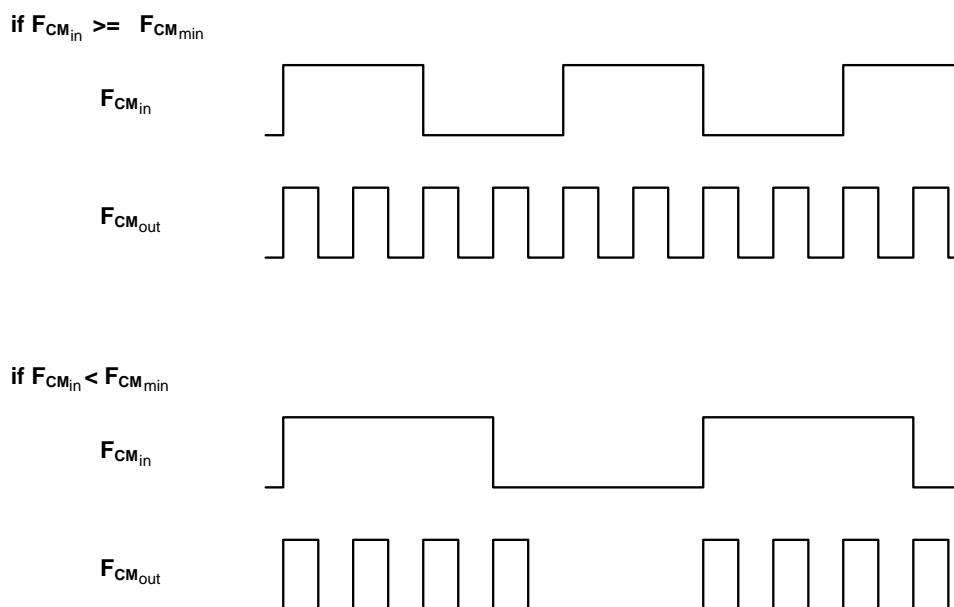 if FCMin >= FCMmin
FCMin
FCMout
if FCMin < FCMmin
FCMin
FCMout